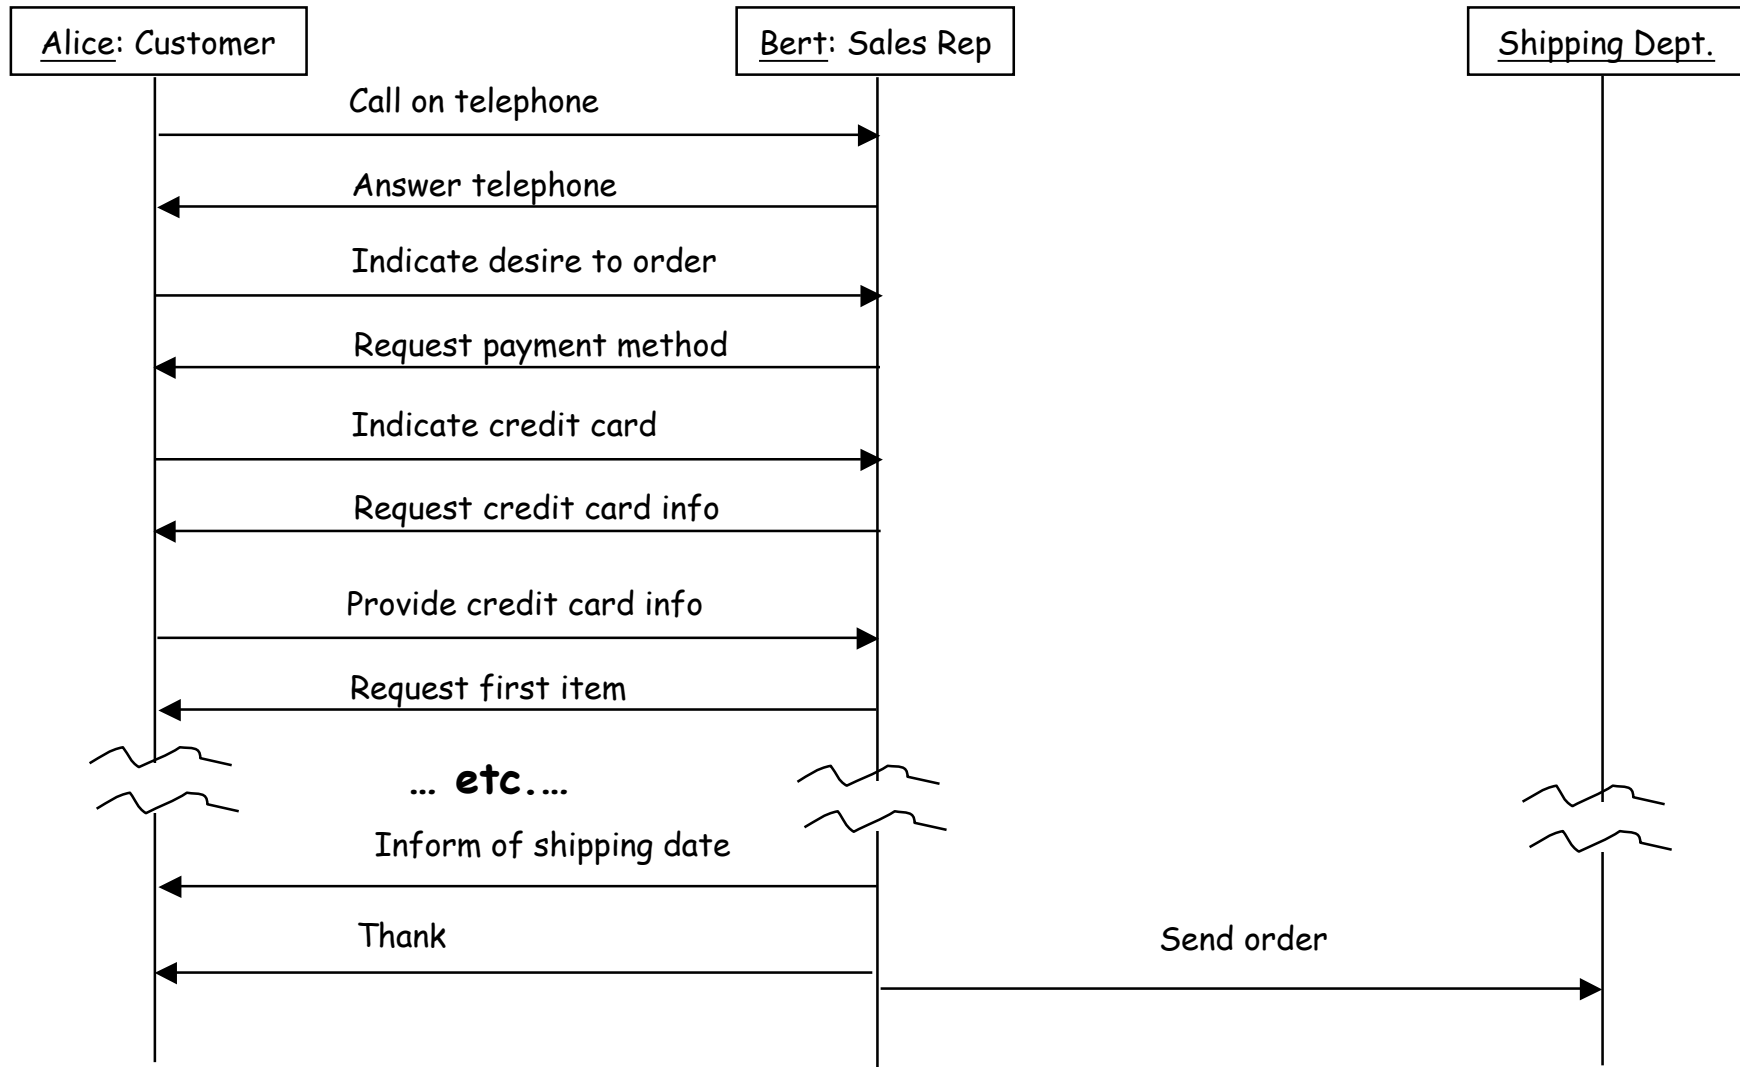 Alice: Customer
Bert: Sales Rep
Shipping Dept.
Call on telephone
Answer telephone
Indicate desire to order
Request payment method
Indicate credit card
Request credit card info
Provide credit card info
Request first item
… etc.…
Inform of shipping date
Thank
Send order